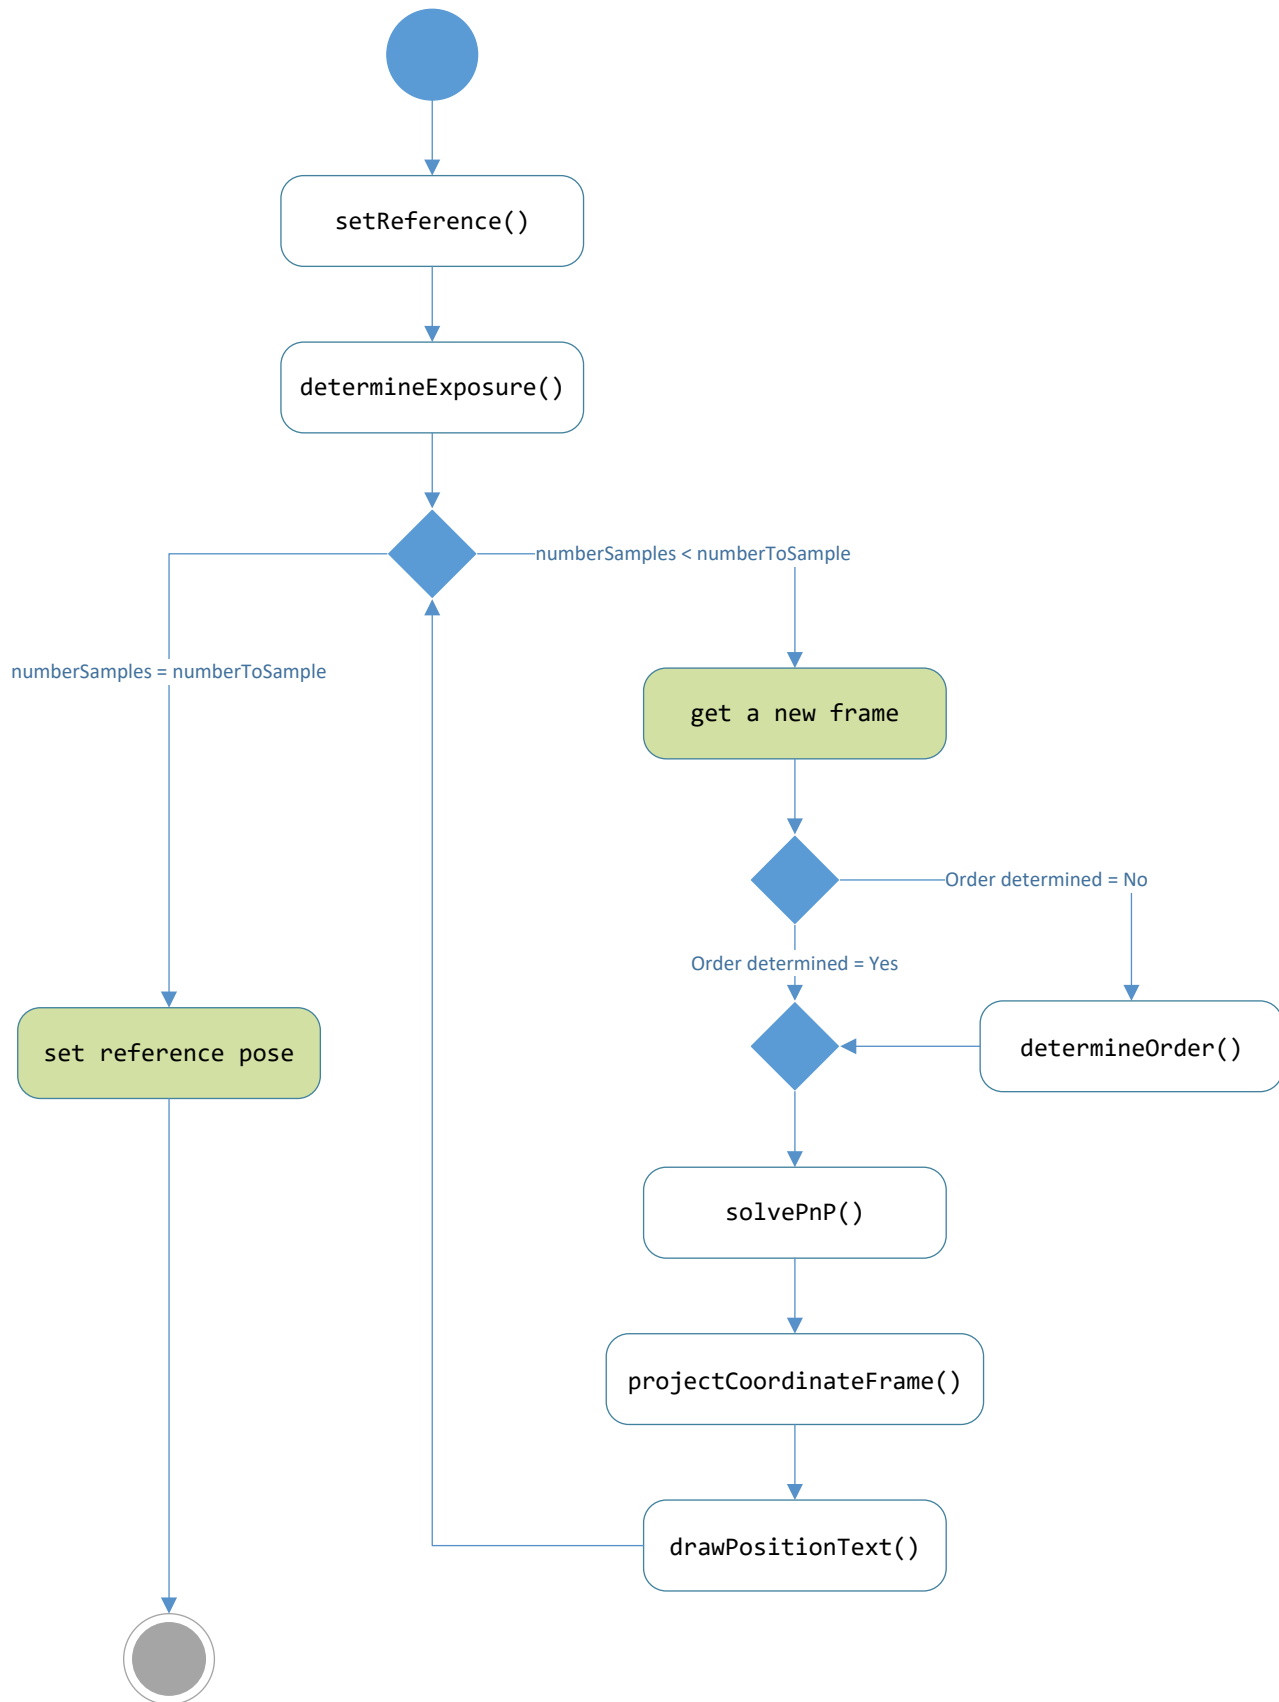 setReference()
determineExposure()
numberSamples < numberToSample
numberSamples = numberToSample
get a new frame
Order determined = No
Order determined = Yes
set reference pose
determineOrder()
solvePnP()
projectCoordinateFrame()
drawPositionText()